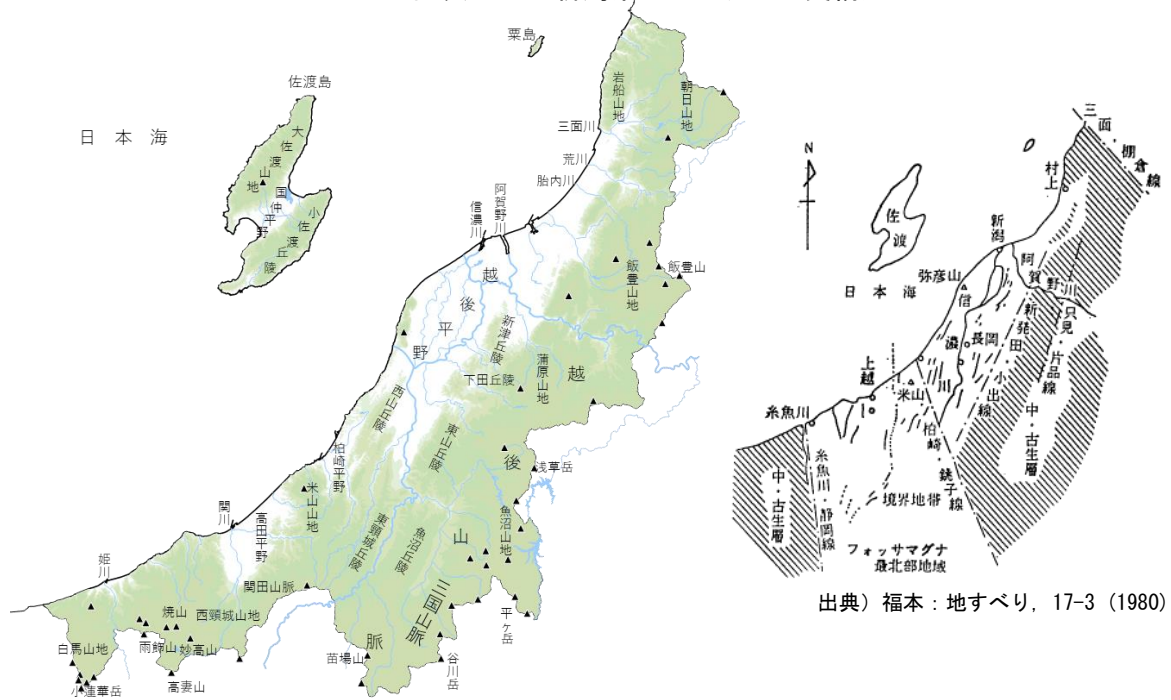 粟島
佐渡島
日本海
大佐渡山地
国仲平野
小佐渡丘陵
岩船山地
朝日山地
三面川
荒川
胎内川
阿賀野川
信濃川
越後平野
飯豊山地
飯豊山
新津丘陵
下田丘陵
蒲原山地
越後山脈
西山丘陵
東山丘陵
浅草岳
柏崎平野
米山山地
関川
高田平野
東頸城丘陵
魚沼丘陵
魚沼山地
三国山脈
平ヶ岳
姫川
関田山脈
焼山
西頸城山地
白馬山地
雨飾山
妙高山
苗場山
谷川岳
小蓮華岳
高妻山
N
三面・棚倉線
村上
佐渡
新潟
弥彦山
日本海
阿賀野川
信濃川
長岡
新発田・小出線
只見・片品線
上越
米山
柏崎・銚子線
中・古生層
糸魚川
糸魚川
静岡線
中・古生層
境界地帯
フォッサマグナ
最北部地域
出典）福本：地すべり，17-3 (1980)